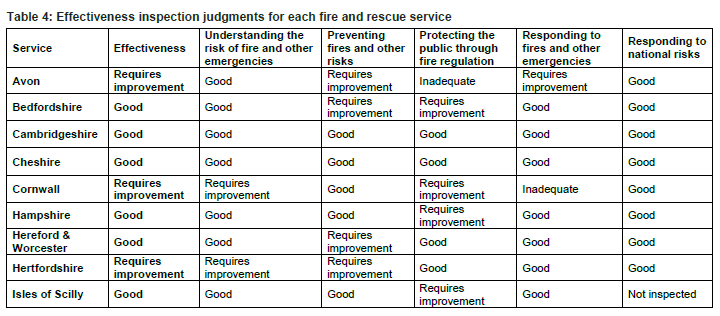 Table 4: Effectiveness inspection judgments for each fire and rescue service
Service Effectiveness Understanding the risk of fire and other emergencies Preventing fires and other risks Protecting the public through fire regulation Responding to fires and other emergencies Responding to national risks
Avon Requires improvement Good Requires improvement Inadequate Requires improvement Good
Bedfordshire Good Good Requires improvement Requires improvement Good Good
Cambridgeshire Good Good Good Good Good Good
Cheshire Good Good Good Good Good Good
Cornwall Requires improvement Requires improvement Good Requires improvement Inadequate Good
Hampshire Good Good Good Requires improvement Good Good
Hereford & Worcester Good Good Requires improvement Good Good Good
Hertfordshire Requires improvement Requires improvement Requires improvement Good Good Good
Isles of Scilly Good Good Good Requires improvement Good Not inspected